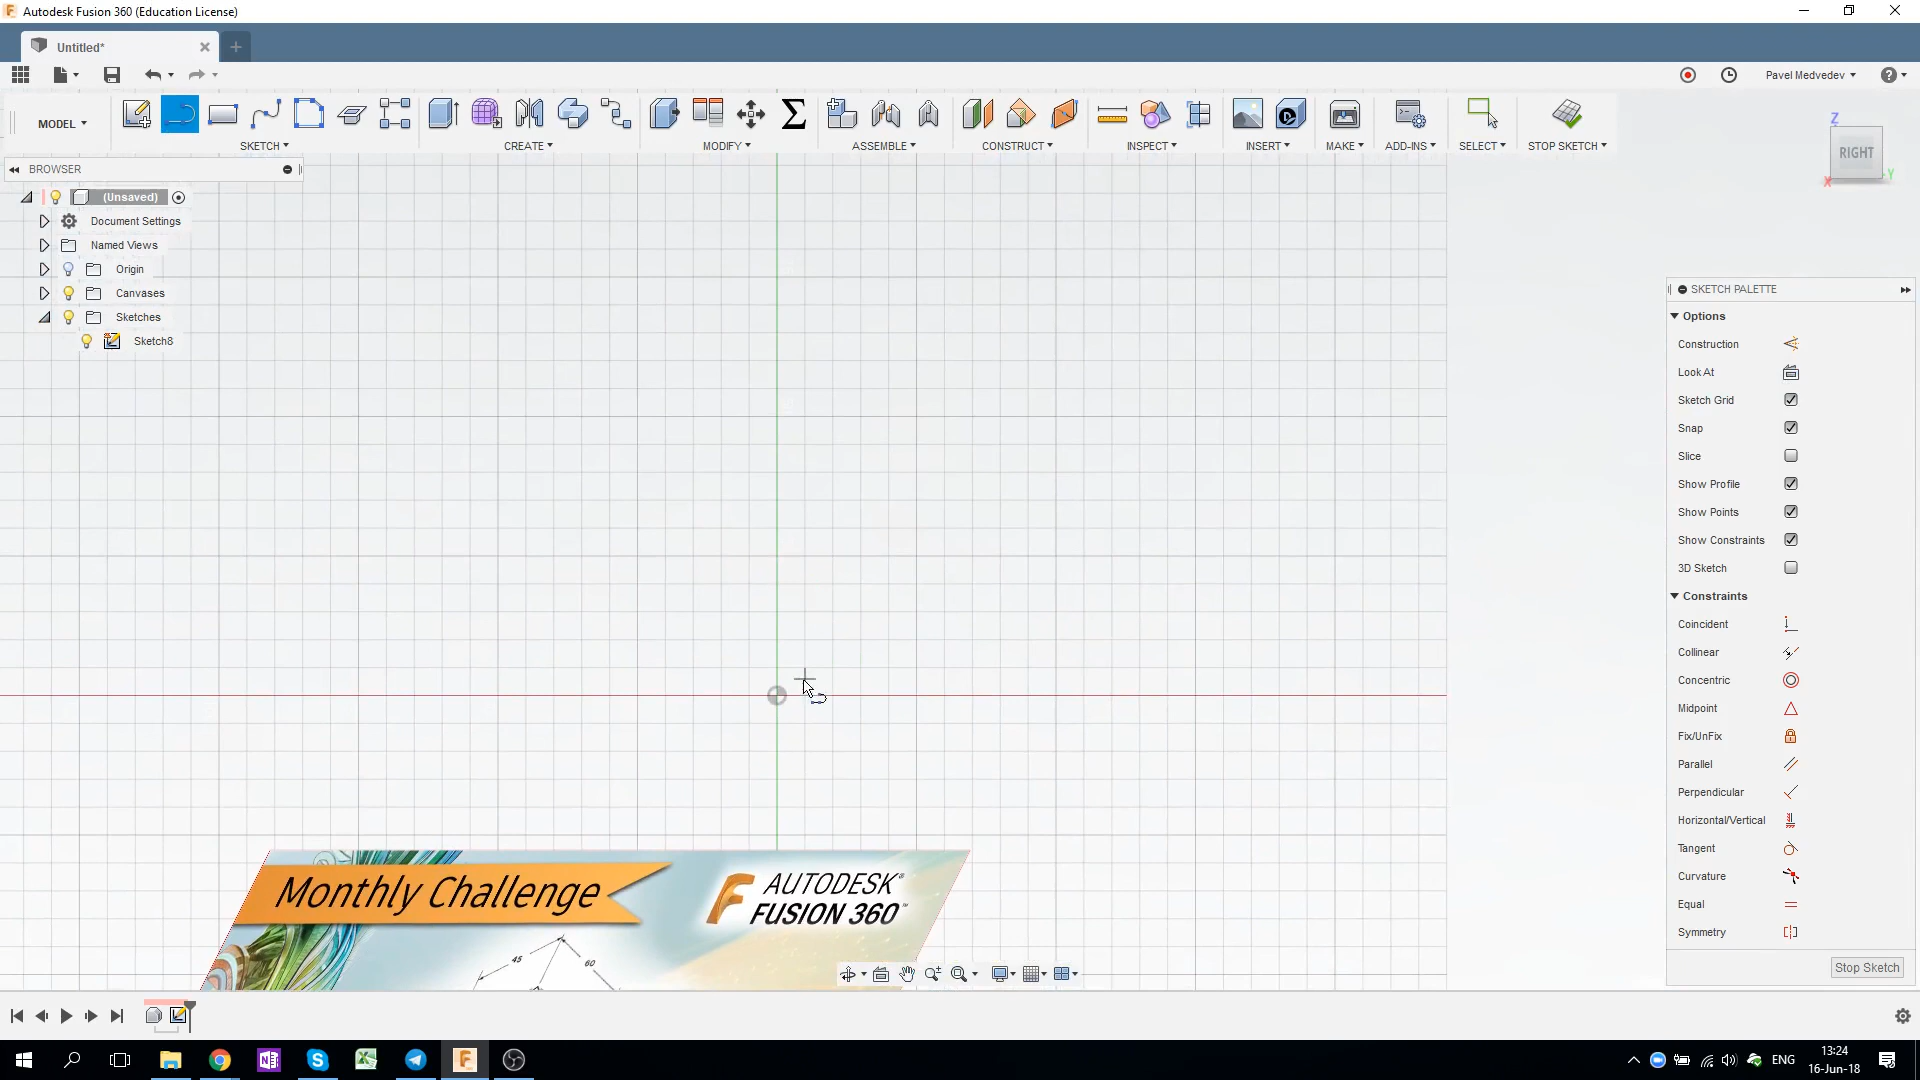 Autodesk Fusion 360 (Education License)
Untitled*
Pavel Medvedev
MODEL
SKETCH
CREATE
MODIFY
ASSEMBLE
CONSTRUCT
INSPECT
INSERT
MAKE
ADD-INS
SELECT
STOP SKETCH
Z
RIGHT
X
Y
BROWSER
(Unsaved)
Document Settings
Named Views
Origin
Canvases
Sketches
Sketch8
SKETCH PALETTE
Options
Construction
Look At
Sketch Grid
Snap
Slice
Show Profile
Show Points
Show Constraints
3D Sketch
Constraints
Coincident
Collinear
Concentric
Midpoint
Fix/UnFix
Parallel
Perpendicular
Horizontal/Vertical
Tangent
Curvature
Equal
Symmetry
Stop Sketch
Monthly Challenge
AUTODESK®
FUSION 360™
45
60
ENG
13:24
16-Jun-18